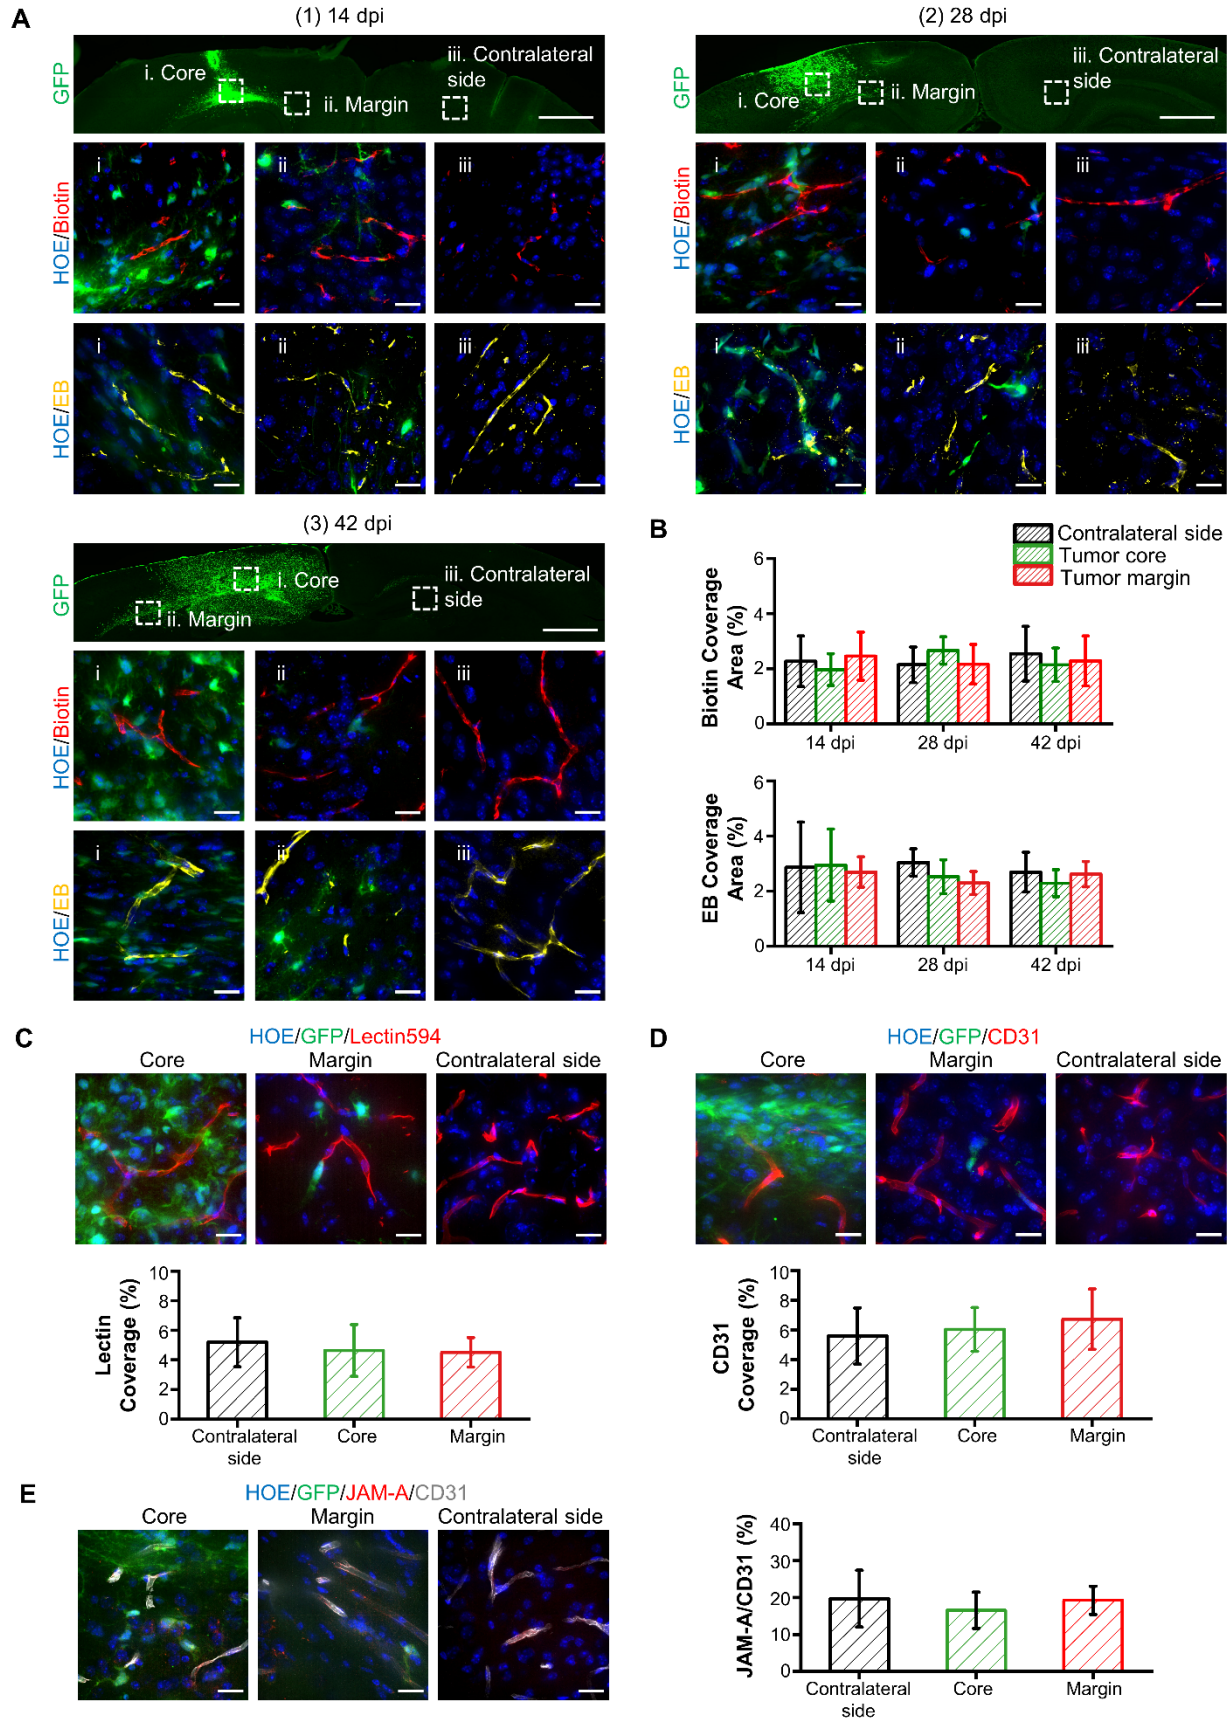 A
(1) 14 dpi
GFP
i. Core
ii. Margin
iii. Contralateral
side
HOE/Biotin
i
ii
iii
HOE/EB
i
ii
iii
(2) 28 dpi
GFP
i. Core
ii. Margin
iii. Contralateral
side
HOE/Biotin
i
ii
iii
HOE/EB
i
ii
iii
(3) 42 dpi
GFP
i. Core
ii. Margin
iii. Contralateral
side
HOE/Biotin
i
ii
iii
HOE/EB
i
ii
iii
B
Contralateral side
Tumor core
Tumor margin
Biotin Coverage
Area (%)
6
4
2
0
14 dpi
28 dpi
42 dpi
EB Coverage
Area (%)
6
4
2
0
14 dpi
28 dpi
42 dpi
C
HOE/GFP/Lectin594
Core
Margin
Contralateral side
Lectin
Coverage (%)
10
8
6
4
2
0
Contralateral
side
Core
Margin
D
HOE/GFP/CD31
Core
Margin
Contralateral side
CD31
Coverage (%)
10
8
6
4
2
0
Contralateral
side
Core
Margin
E
HOE/GFP/JAM-A/CD31
Core
Margin
Contralateral side
JAM-A/CD31 (%)
40
30
20
10
0
Contralateral
side
Core
Margin